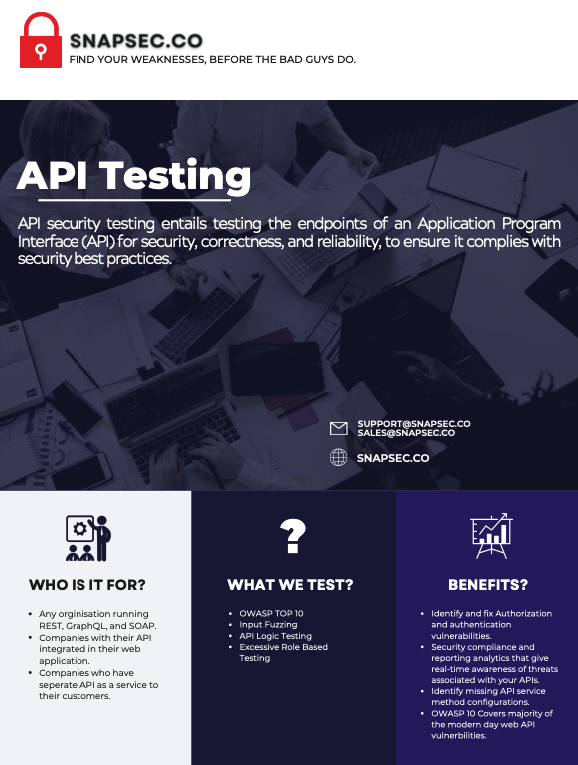 SNAPSEC.CO
FIND YOUR WEAKNESSES, BEFORE THE BAD GUYS DO.
API Testing
API security testing entails testing the endpoints of an Application Program
Interface (API) for security, correctness, and reliability, to ensure it complies with
security best practices.
SUPPORT@SNAPSEC.CO
SALES@SNAPSEC.CO
SNAPSEC.CO
WHO IS IT FOR?
• Any orginisation running
REST, GraphQL, and SOAP.
• Companies with their API
integrated in their web
application.
• Companies who have
seperate API as a service to
their customers.
?
WHAT WE TEST?
• OWASP TOP 10
• Input Fuzzing
• API Logic Testing
• Excessive Role Based
Testing
BENEFITS?
• Identify and fix Authorization
and authentication
vulnerabilities.
• Security compliance and
reporting analytics that give
real-time awareness of threats
associated with your APIs.
• Identify missing API service
method configurations.
• OWASP 10 Covers majority of
the modern day web API
vulnerbilities.